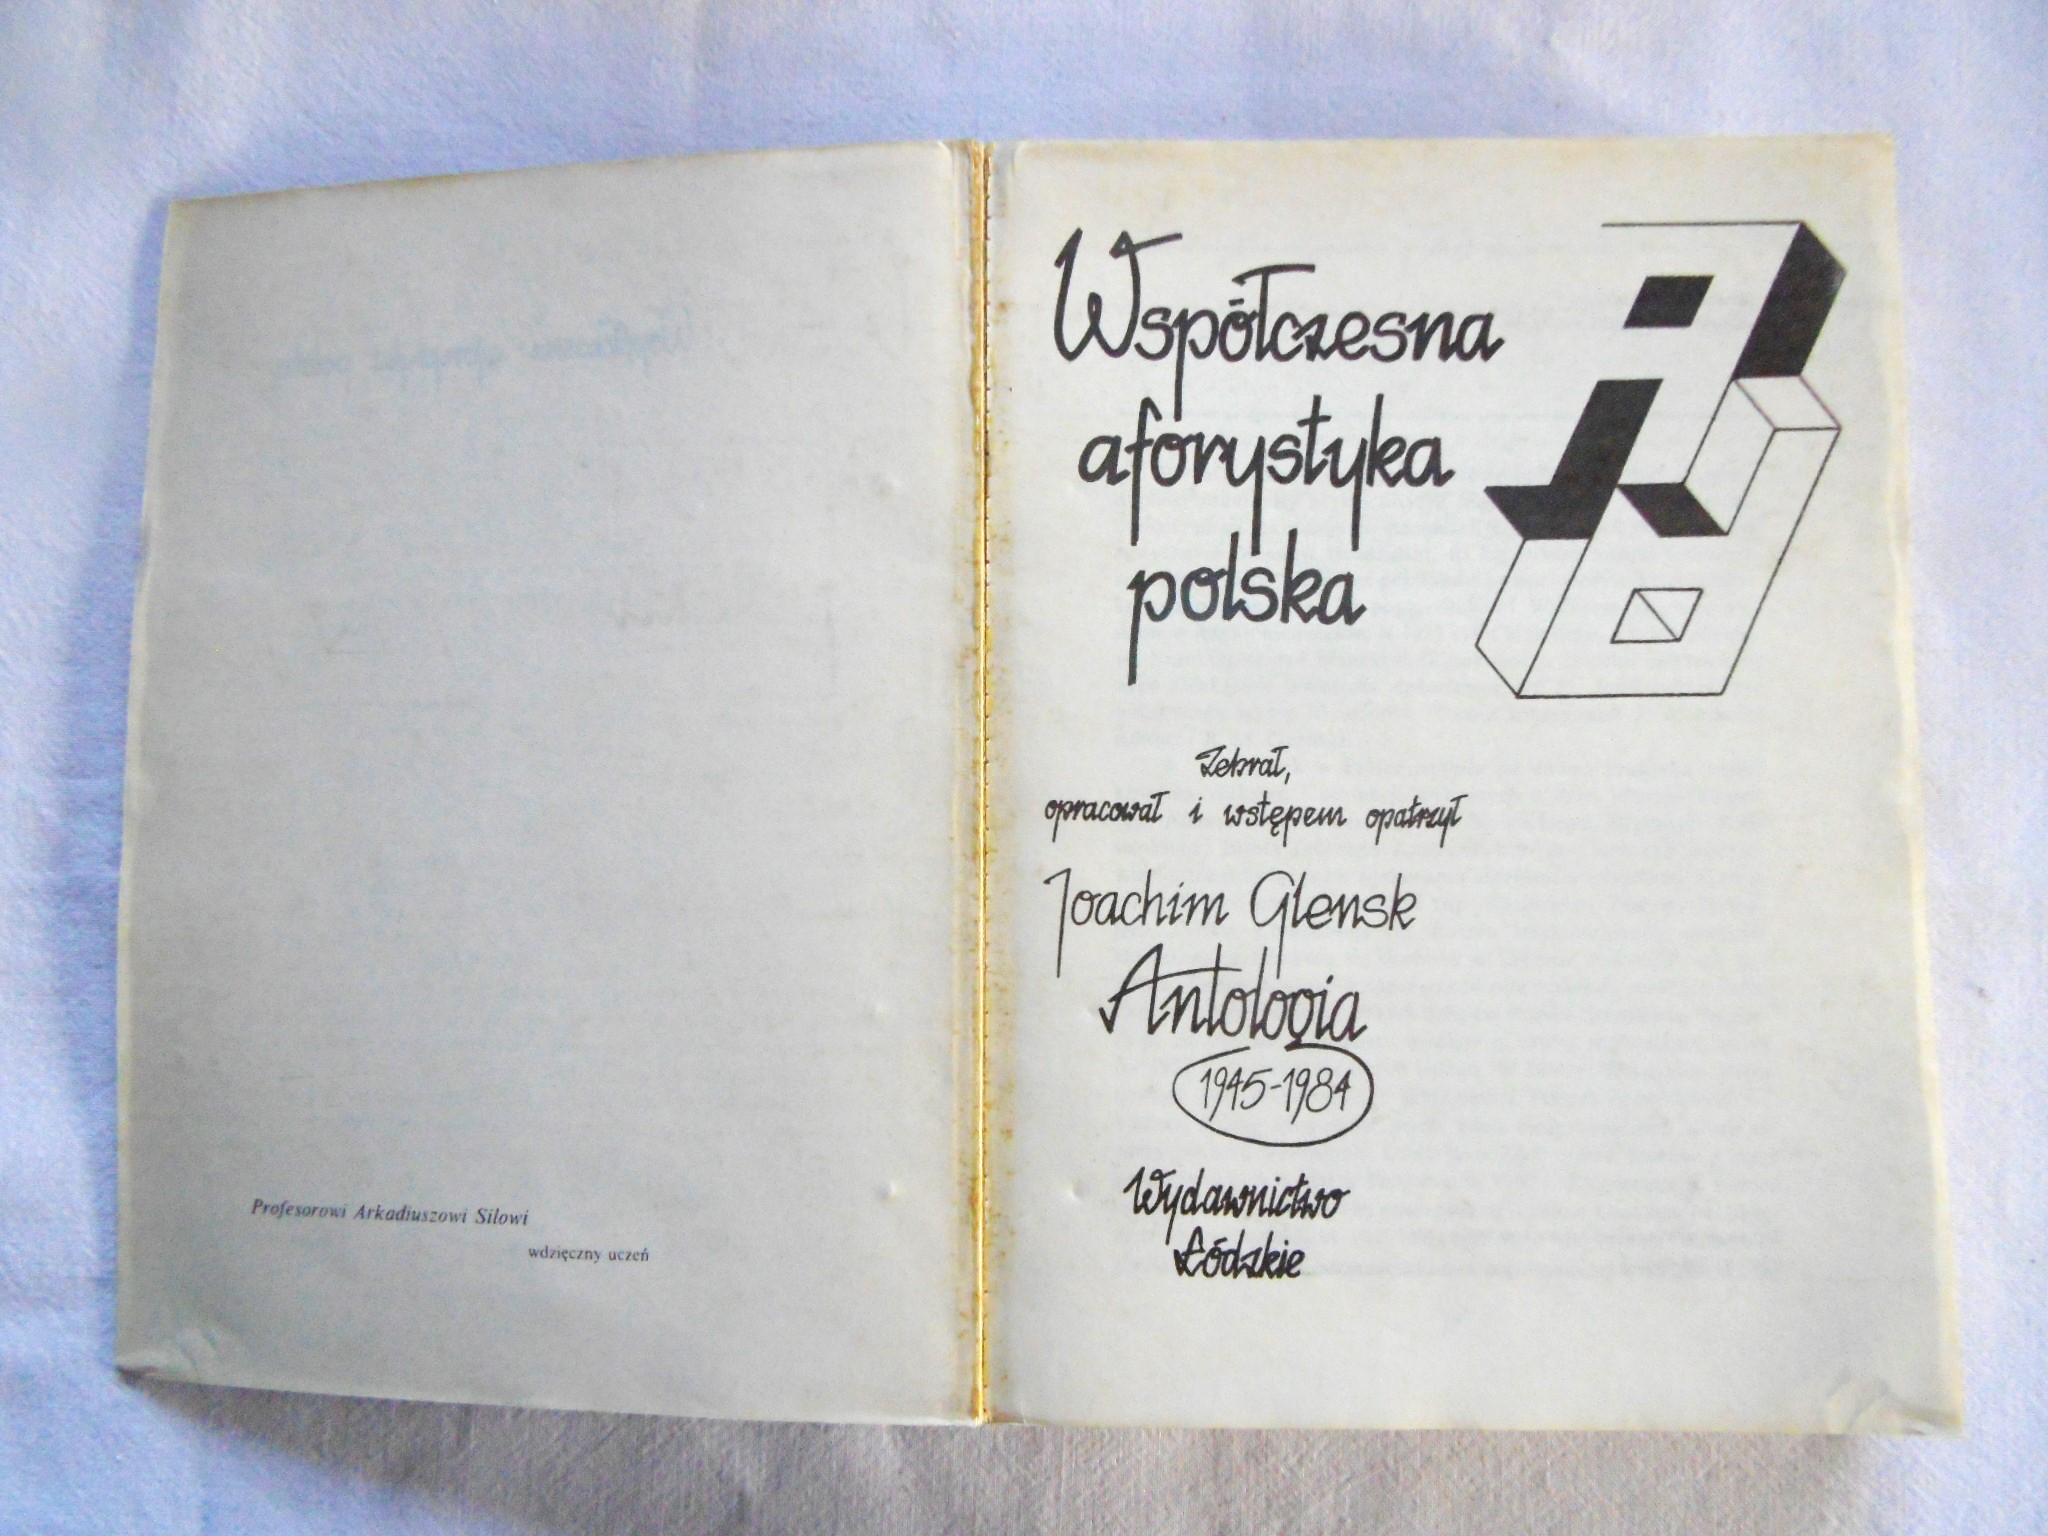 Profesorowi Arkadiuszowi Silowi
wdzięczny uczeń
Współczesna
aforystyka
polska
Zebrał,
opracował i wstępem opatrzył
Joachim Glensk
Antologia
1945-1984
Wydawnictwo
Łódzkie